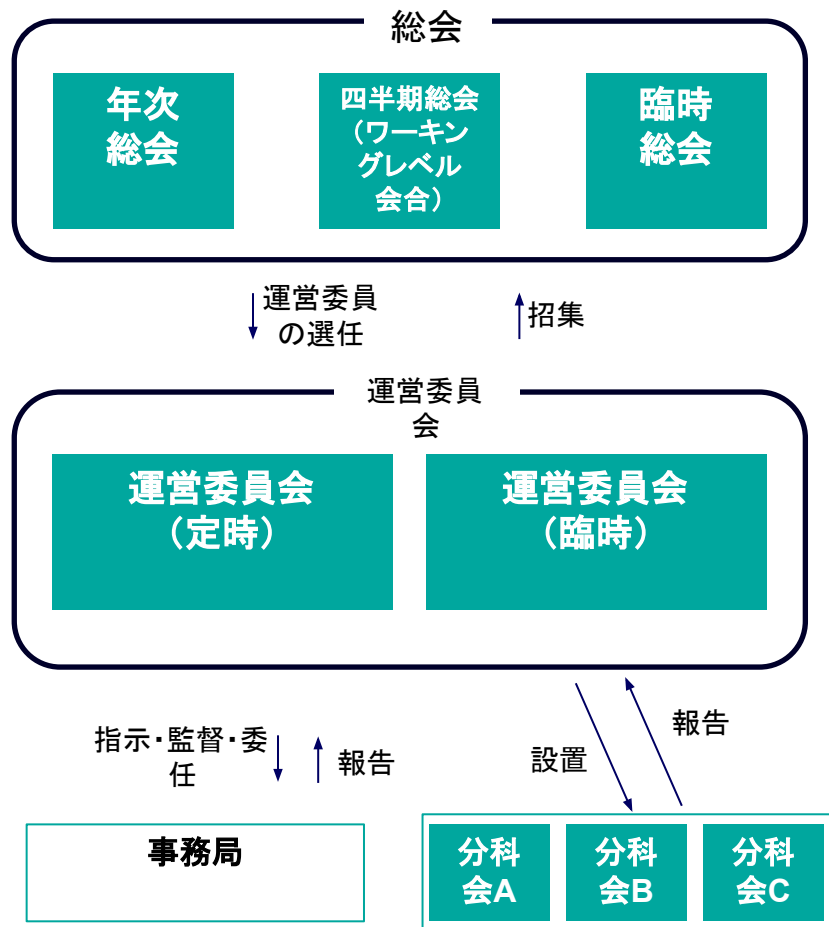 総会
年次
総会
四半期総会
（ワーキン
グレベル
会合）
臨時
総会
運営委員
の選任
招集
運営委員
会
運営委員会
（定時）
運営委員会
（臨時）
指示・監督・委
任
報告
設置
報告
事務局
分科
会A
分科
会B
分科
会C